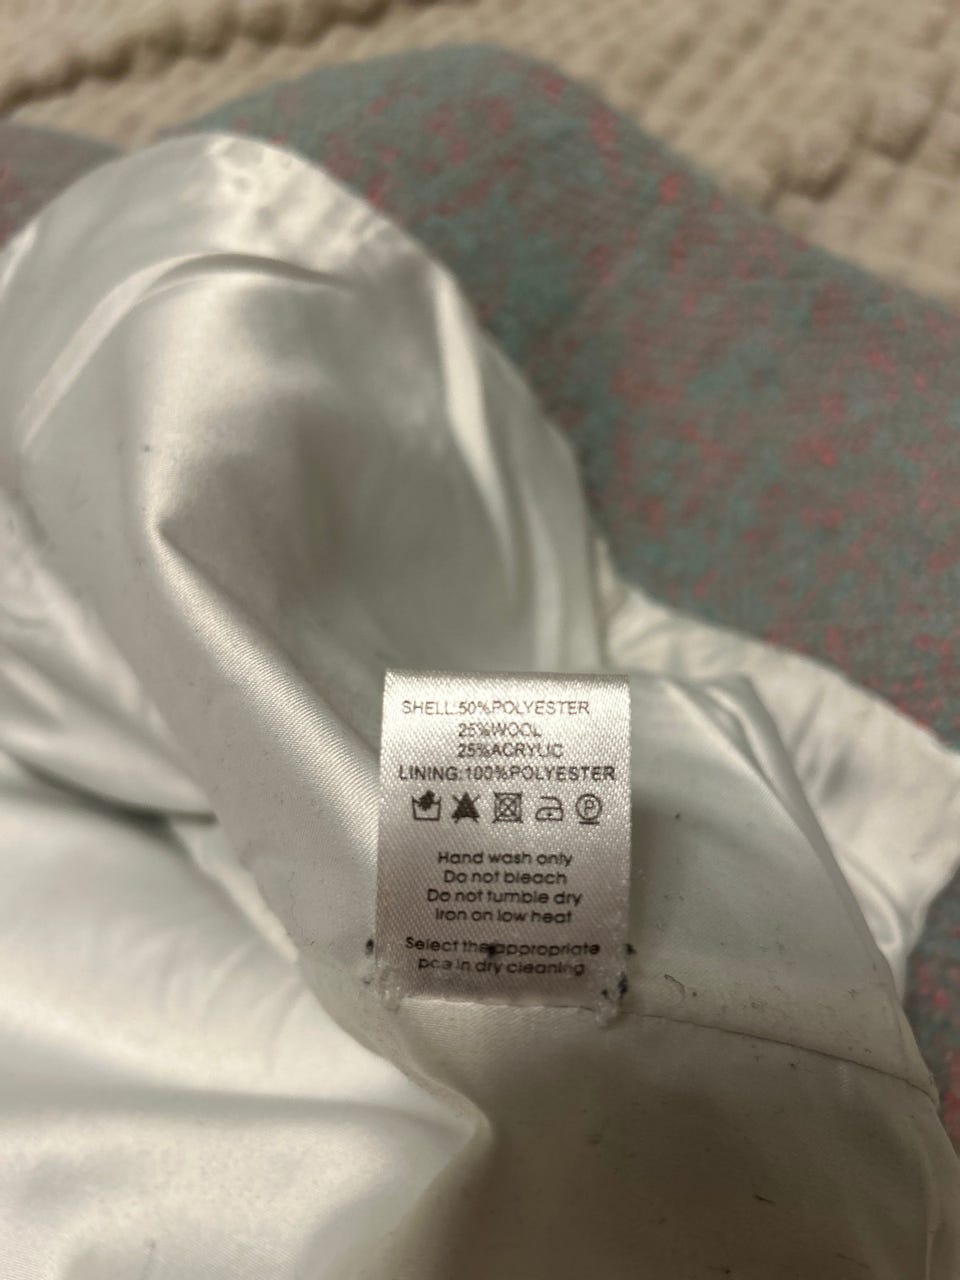 SHELL:50%POLYESTER
25%WOOL
25%ACRYLIC
LINING:100%POLYESTER
P
Hand wash only
Do not bleach
Do not tumble dry
Iron on low heat
Select the appropriate
pce in dry cleaning